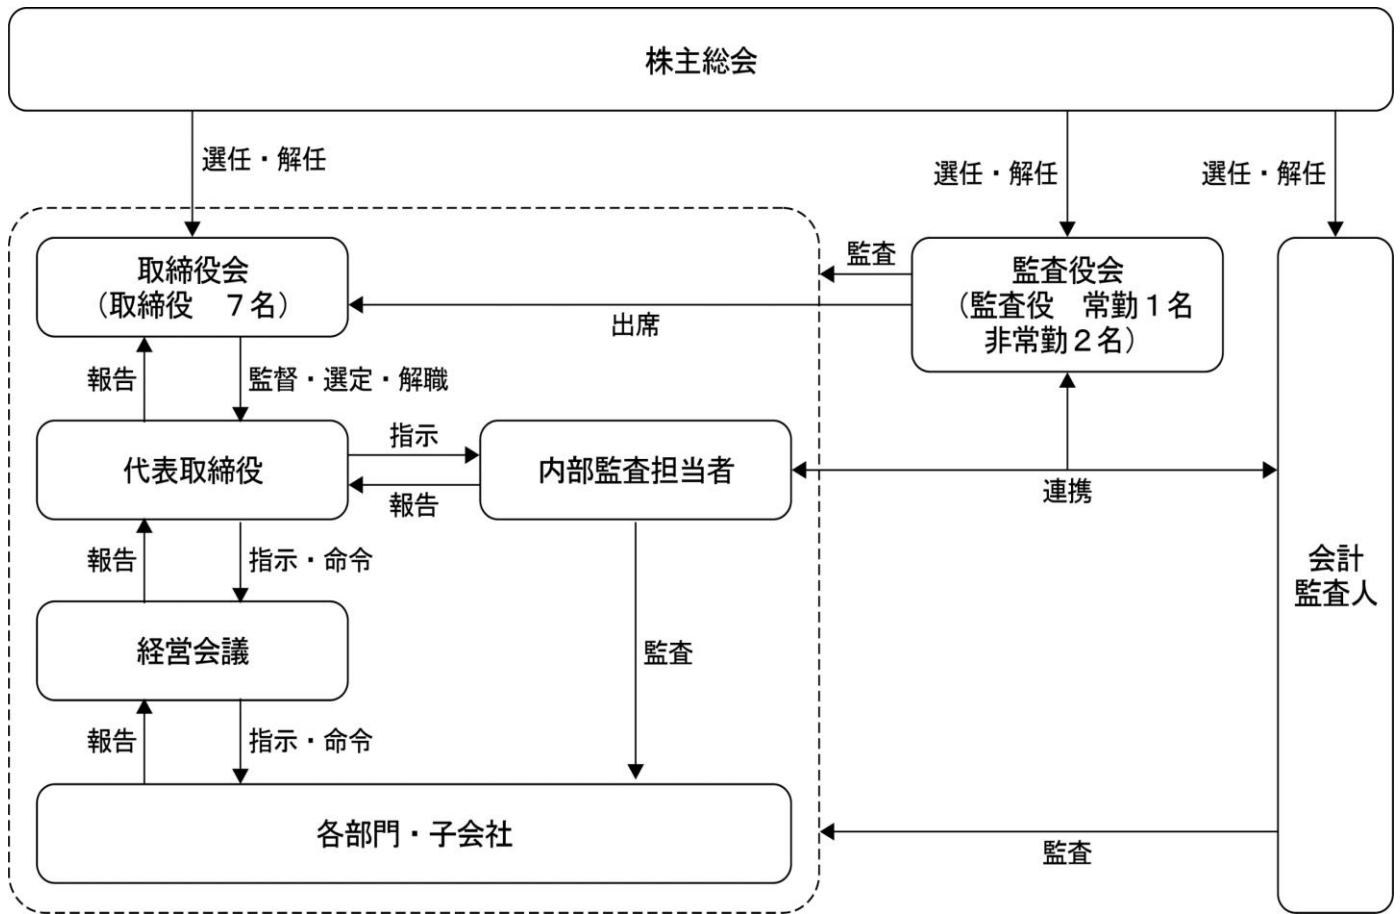 株主総会
選任・解任
選任・解任
選任・解任
取締役会
（取締役　７名）
監査
監査役会
（監査役　常勤１名
非常勤２名）
出席
報告
監督・選定・解職
代表取締役
指示
報告
内部監査担当者
連携
会計
監査人
報告
指示・命令
経営会議
監査
報告
指示・命令
各部門・子会社
監査